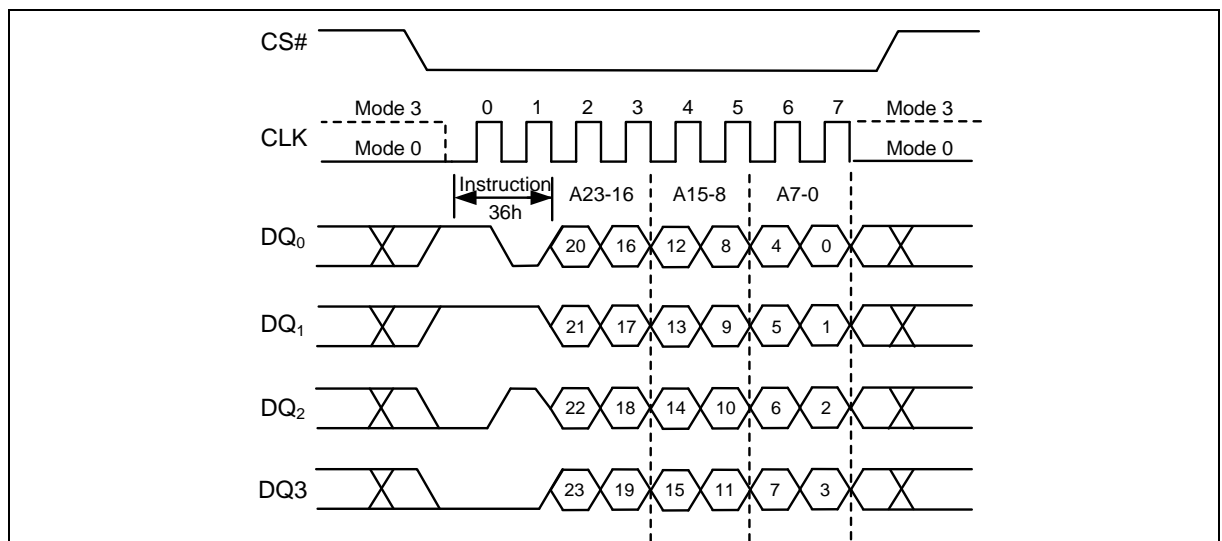 CS#
Mode 3 0 1 2 3 4 5 6 7 Mode 3
CLK
Mode 0 Mode 0
Instruction A23-16 A15-8 A7-0
36h
DQ0 20 16 12 8 4 0
DQ1 21 17 13 9 5 1
DQ2 22 18 14 10 6 2
DQ3 23 19 15 11 7 3